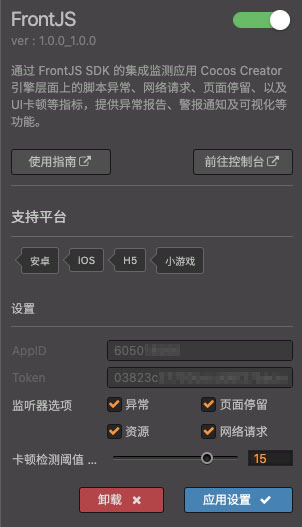 FrontJS
ver : 1.0.0_1.0.0
通过 FrontJS SDK 的集成监测应用 Cocos Creator
引擎层面上的脚本异常、网络请求、页面停留、以及
UI卡顿等指标，提供异常报告、警报通知及可视化等
功能。
使用指南 前往控制台
支持平台
安卓 iOS H5 小游戏
设置
AppID 6050
Token 03823c
监听器选项 异常 页面停留
资源 网络请求
卡顿检测阈值 ... 15
卸载 应用设置